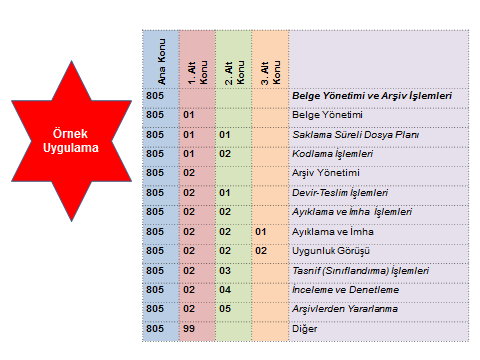 Örnek
Uygulama
Ana Konu 1. Alt Konu 2. Alt Konu 3. Alt Konu
805 Belge Yönetimi ve Arşiv İşlemleri
805 01 Belge Yönetimi
805 01 01 Saklama Süreli Dosya Planı
805 01 02 Kodlama İşlemleri
805 02 Arşiv Yönetimi
805 02 01 Devir-Teslim İşlemleri
805 02 02 Ayıklama ve İmha İşlemleri
805 02 02 01 Ayıklama ve İmha
805 02 02 02 Uygunluk Görüşü
805 02 03 Tasnif (Sınıflandırma) İşlemleri
805 02 04 İnceleme ve Denetleme
805 02 05 Arşivlerden Yararlanma
805 99 Diğer